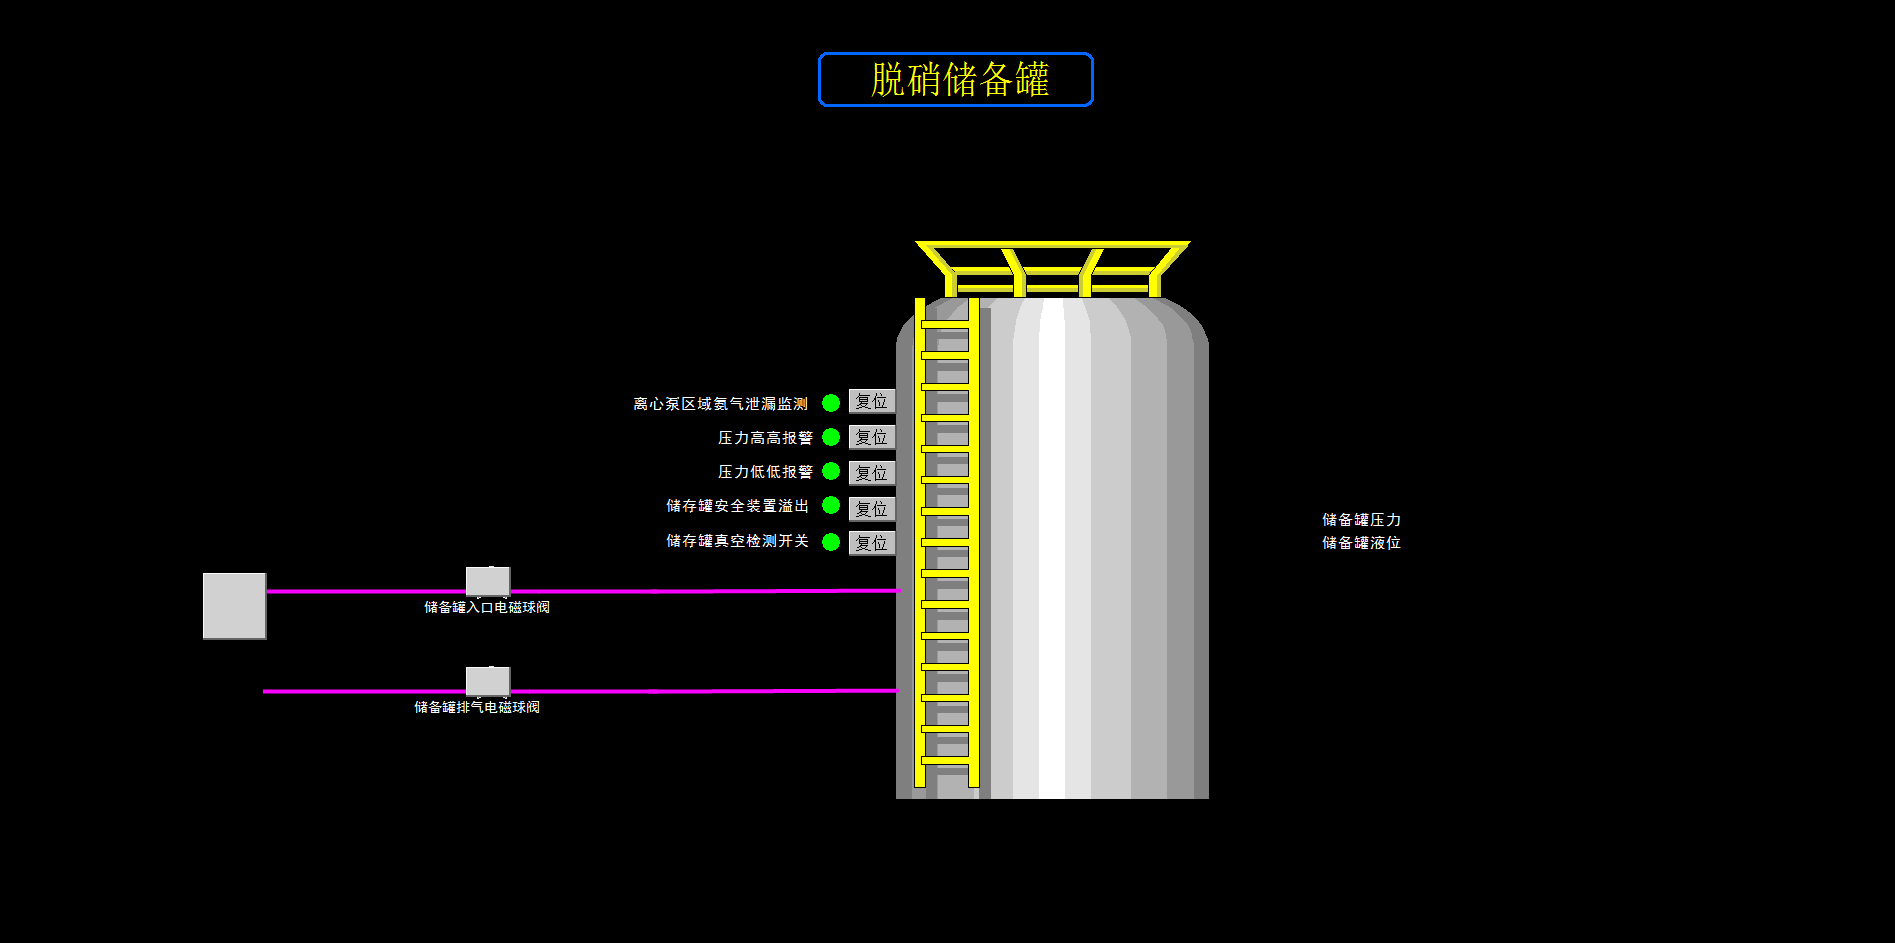 脱硝储备罐
离心泵区域氨气泄漏监测 复位
压力高高报警 复位
压力低低报警 复位
储存罐安全装置溢出 复位
储存罐真空检测开关 复位
储备罐压力
储备罐液位
储备罐入口电磁球阀
储备罐排气电磁球阀